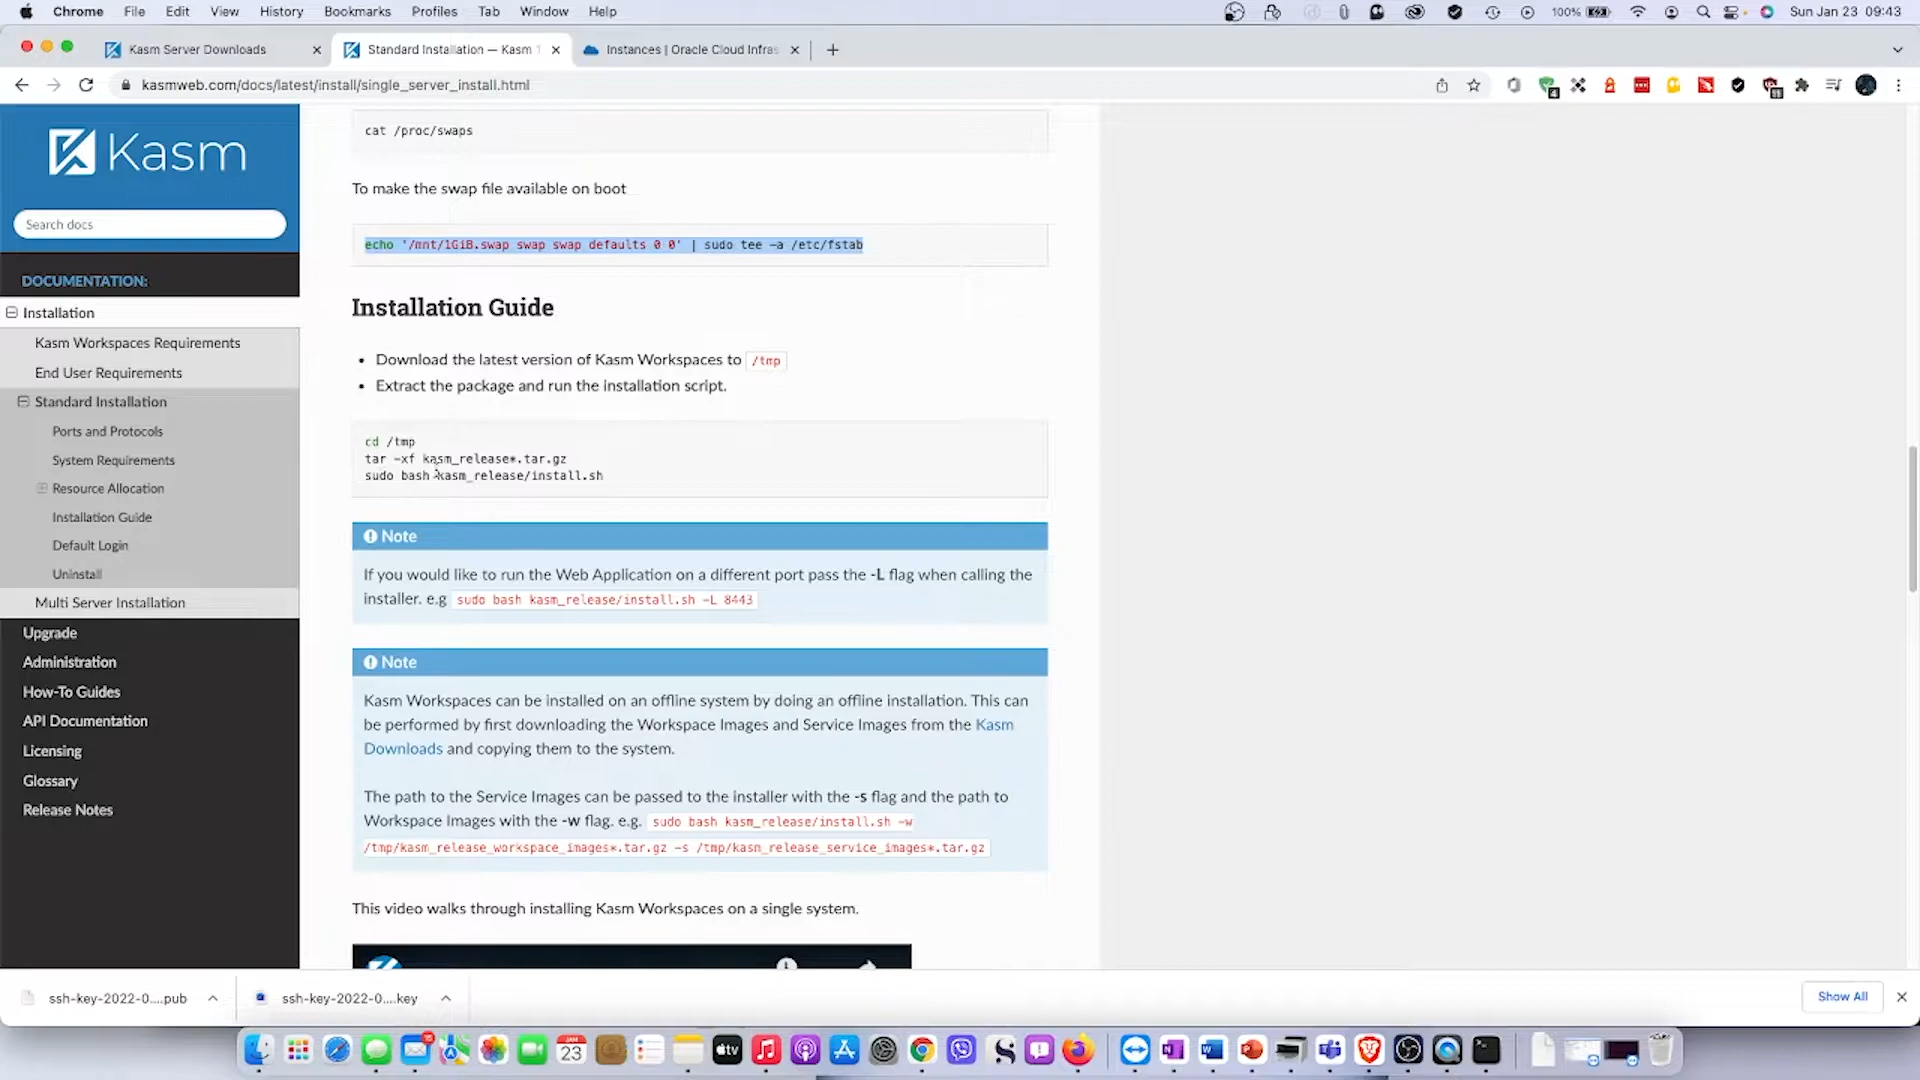 Chrome File Edit View History Bookmarks Profiles Tab Window Help 100% Sun Jan 23 09:43
Kasm Server Downloads Standard Installation — Kasm 1 Instances | Oracle Cloud Infras
kasmweb.com/docs/latest/install/single_server_install.html
Kasm
Search docs
DOCUMENTATION:
Installation
Kasm Workspaces Requirements
End User Requirements
Standard Installation
Ports and Protocols
System Requirements
Resource Allocation
Installation Guide
Default Login
Uninstall
Multi Server Installation
Upgrade
Administration
How-To Guides
API Documentation
Licensing
Glossary
Release Notes
cat /proc/swaps
To make the swap file available on boot
echo '/mnt/1GiB.swap swap swap defaults 0 0' | sudo tee -a /etc/fstab
Installation Guide
Download the latest version of Kasm Workspaces to /tmp
Extract the package and run the installation script.
cd /tmp
tar -xf kasm_release*.tar.gz
sudo bash kasm_release/install.sh
Note
If you would like to run the Web Application on a different port pass the -L flag when calling the
installer. e.g sudo bash kasm_release/install.sh -L 8443
Note
Kasm Workspaces can be installed on an offline system by doing an offline installation. This can
be performed by first downloading the Workspace Images and Service Images from the Kasm
Downloads and copying them to the system.
The path to the Service Images can be passed to the installer with the -s flag and the path to
Workspace Images with the -w flag. e.g. sudo bash kasm_release/install.sh -w
/tmp/kasm_release_workspace_images*.tar.gz -s /tmp/kasm_release_service_images*.tar.gz
This video walks through installing Kasm Workspaces on a single system.
ssh-key-2022-0....pub ssh-key-2022-0....key Show All
JAN
23
tv